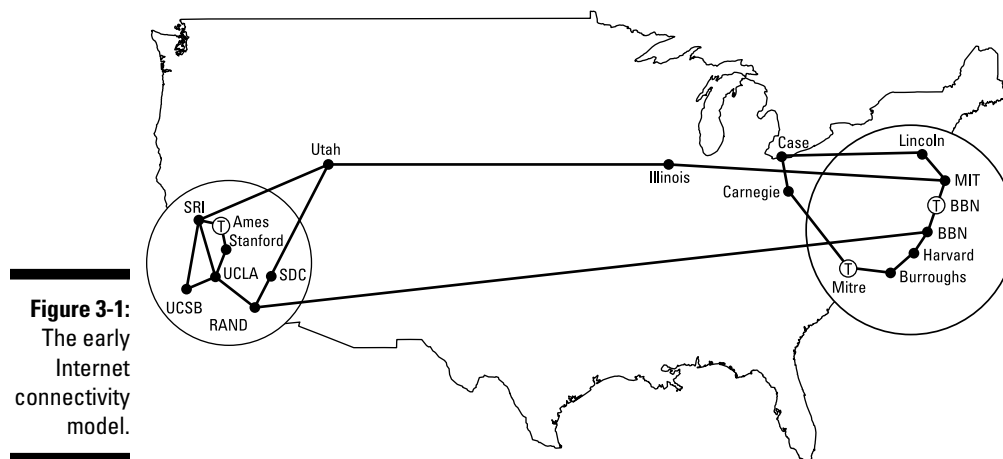 Case
Lincoln
Utah
Illinois
MIT
Carnegie
T BBN
SRI
T Ames
Stanford
BBN
Harvard
UCLA
SDC
T
Mitre
Burroughs
UCSB
RAND
Figure 3-1:
The early
Internet
connectivity
model.